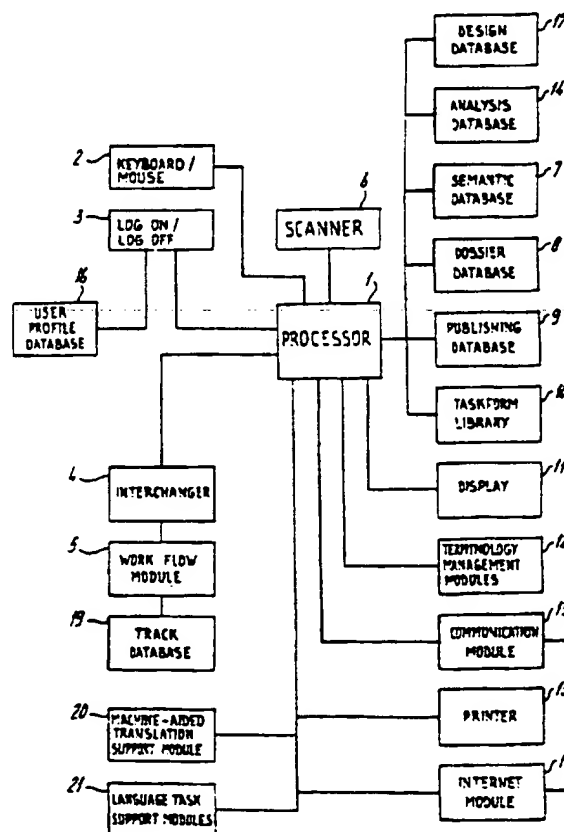 17
DESIGN
DATABASE
14
ANALYSIS
DATABASE
2
KEYBOARD /
MOUSE
6
SCANNER
7
SEMANTIC
DATABASE
3
LOG ON /
LOG OFF
8
DOSSIER
DATABASE
16
USER
PROFILE
DATABASE
1
PROCESSOR
9
PUBLISHING
DATABASE
TASKFORM
LIBRARY
4
INTERCHANGER
11
DISPLAY
5
WORK FLOW
MODULE
12
TERMINOLOGY
MANAGEMENT
MODULES
19
TRACK
DATABASE
COMMUNICATION
MODULE
20
MACHINE-AIDED
TRANSLATION
SUPPORT MODULE
PRINTER
21
LANGUAGE TASK
SUPPORT MODULES
INTERNET
MODULE